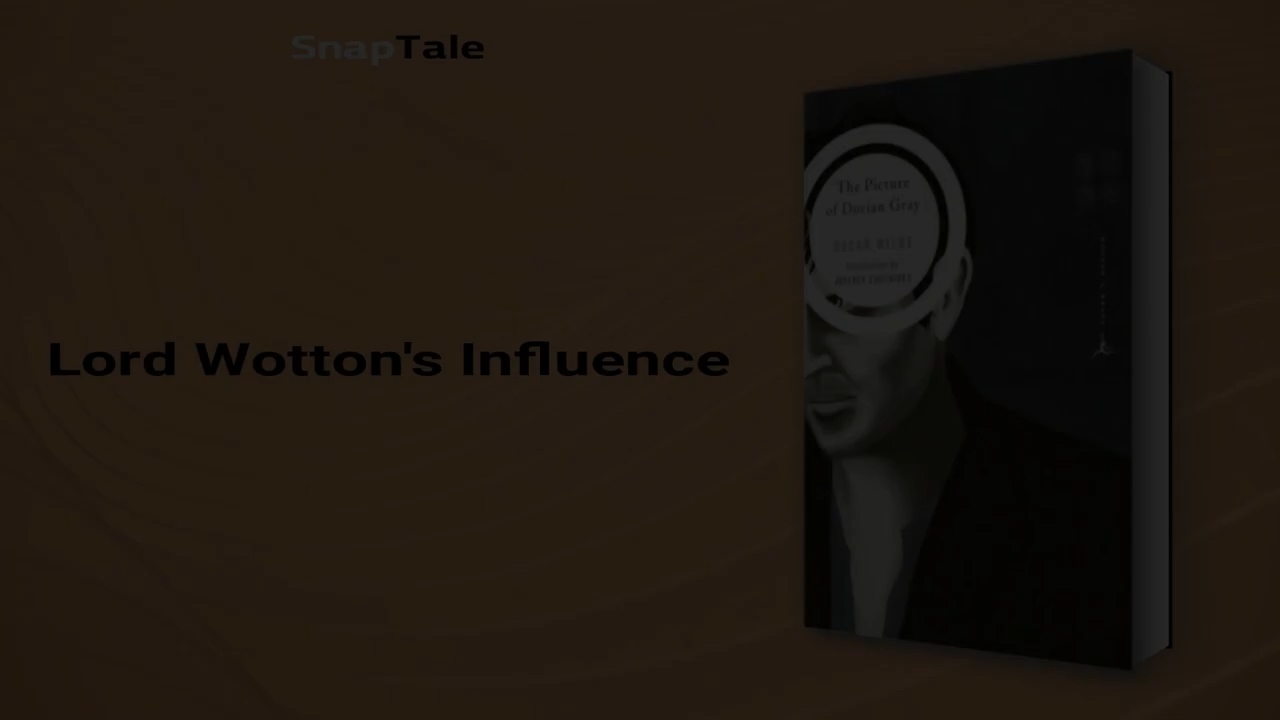 SnapTale
Lord Wotton's Influence
The Picture
of Dorian Gray
OSCAR WILDE